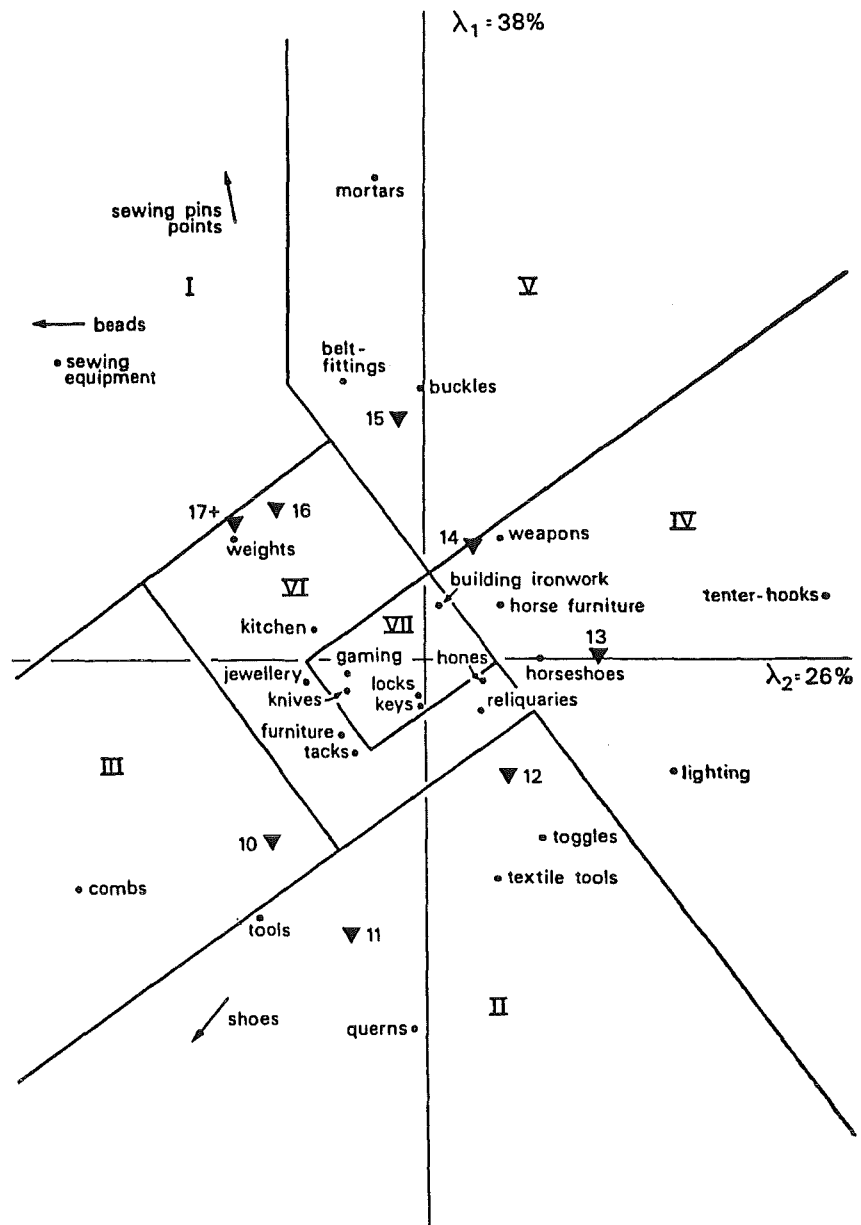 λ₁ = 38%
mortars
sewing pins
points
I
V
beads
sewing
equipment
belt-
fittings
buckles
15
17+
16
weights
14
weapons
IV
building ironwork
VI
horse furniture
tenter-hooks
kitchen
VII
13
gaming
hones
jewellery
knives
locks
keys
horseshoes
reliquaries
λ₂ = 26%
furniture
tacks
III
12
lighting
10
toggles
combs
textile tools
tools
11
shoes
querns
II